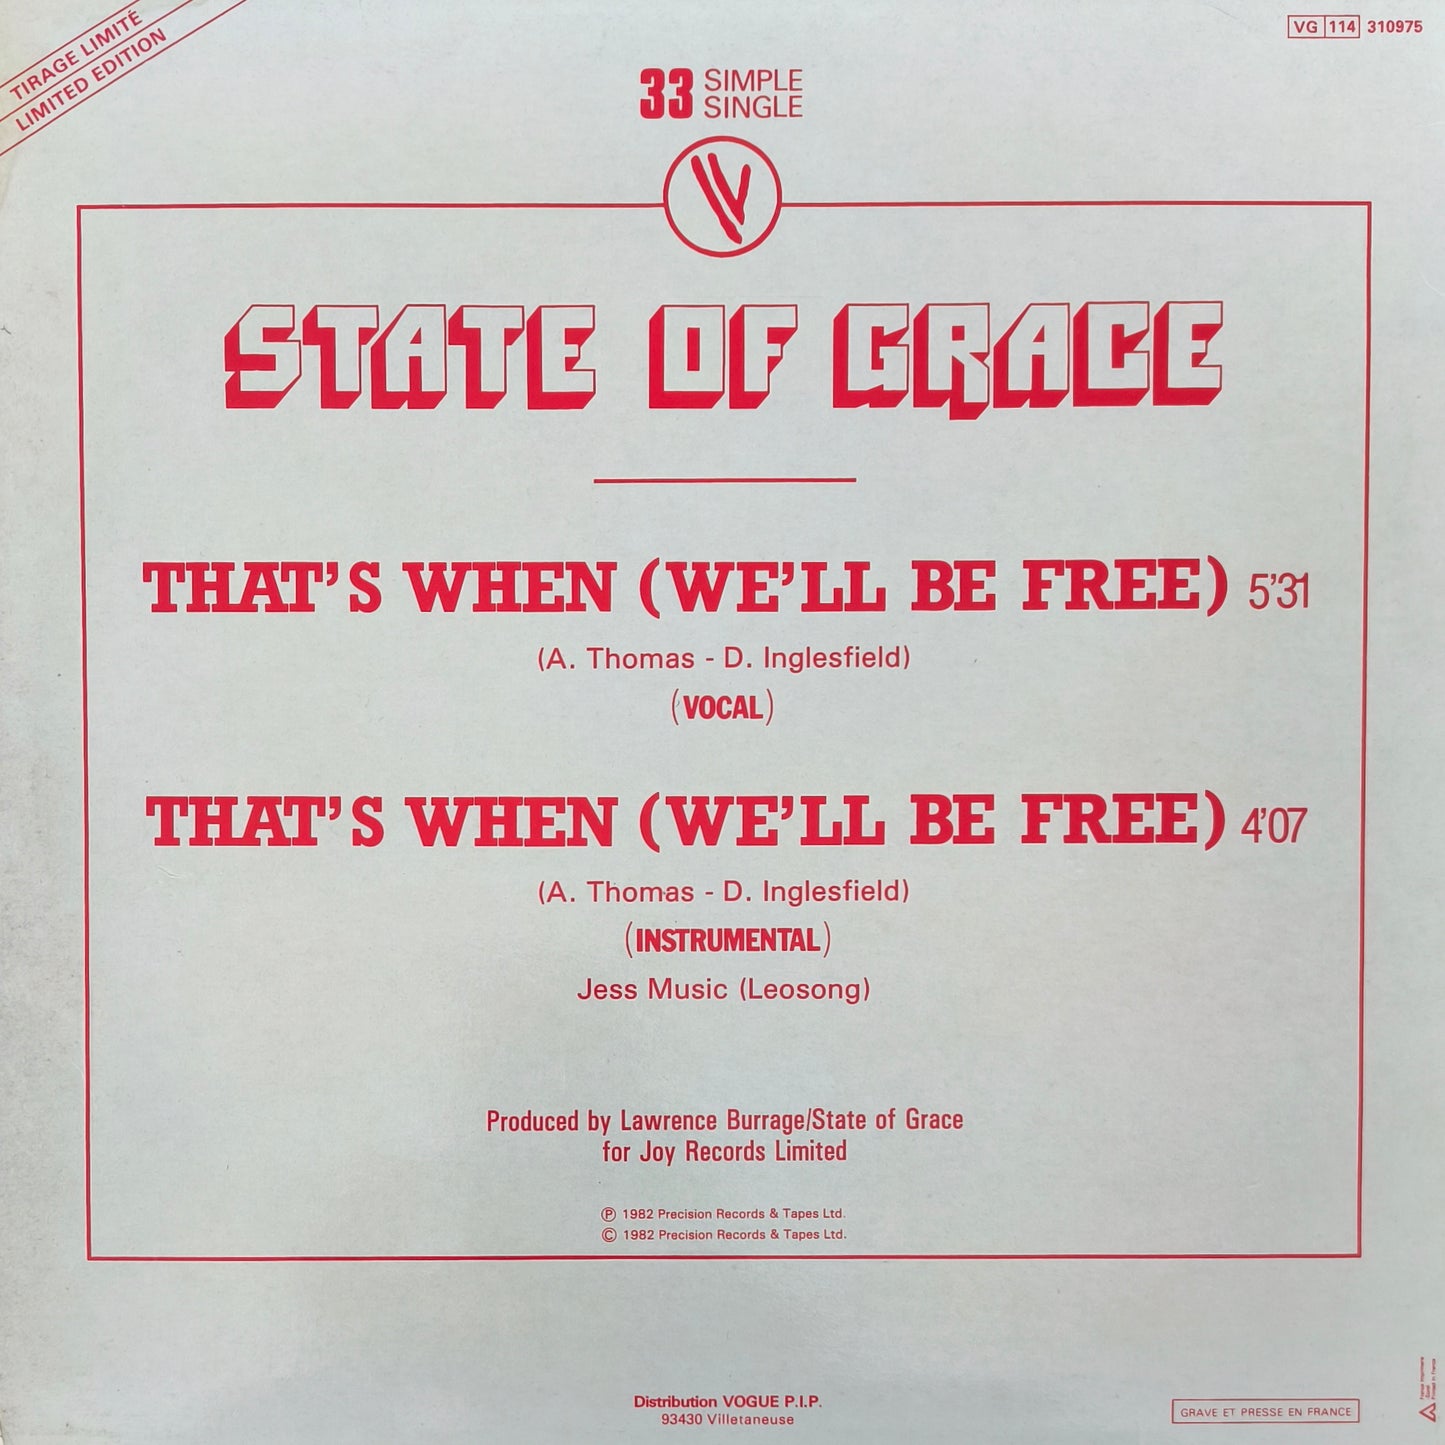 TIRAGE LIMITÉ
LIMITED EDITION
VG 114 310975
33 SIMPLE
SINGLE
STATE OF GRACE
THAT'S WHEN (WE'LL BE FREE) 5'31
(A. Thomas - D. Inglesfield)
(VOCAL)
THAT'S WHEN (WE'LL BE FREE) 4'07
(A. Thomas - D. Inglesfield)
(INSTRUMENTAL)
Jess Music (Leosong)
Produced by Lawrence Burrage/State of Grace
for Joy Records Limited
Ⓟ 1982 Precision Records & Tapes Ltd.
© 1982 Precision Records & Tapes Ltd.
Distribution VOGUE P.I.P.
93430 Villetaneuse
GRAVE ET PRESSE EN FRANCE
Printed in France